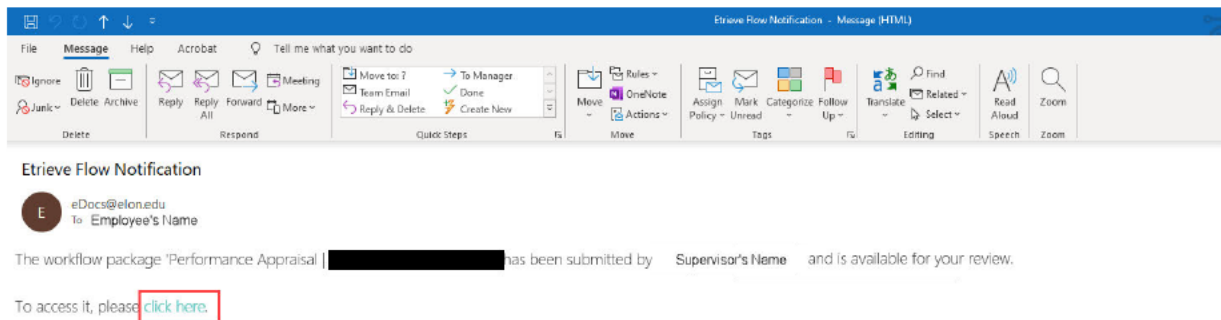 Etrieve Flow Notification - Message (HTML)
File Message Help Acrobat Tell me what you want to do
Ignore
Junk
Delete Archive
Reply Reply All Forward
Meeting
More
Move to: ? To Manager
Team Email Done
Reply & Delete Create New
Move
Rules
OneNote
Actions
Assign Policy Mark Unread Categorize Follow Up
Translate
Find
Related
Select
Read Aloud
Zoom
Delete Respond Quick Steps Move Tags Editing Speech Zoom
Etrieve Flow Notification
E
eDocs@elon.edu
To Employee's Name
The workflow package 'Performance Appraisal | has been submitted by Supervisor's Name and is available for your review.
To access it, please click here.